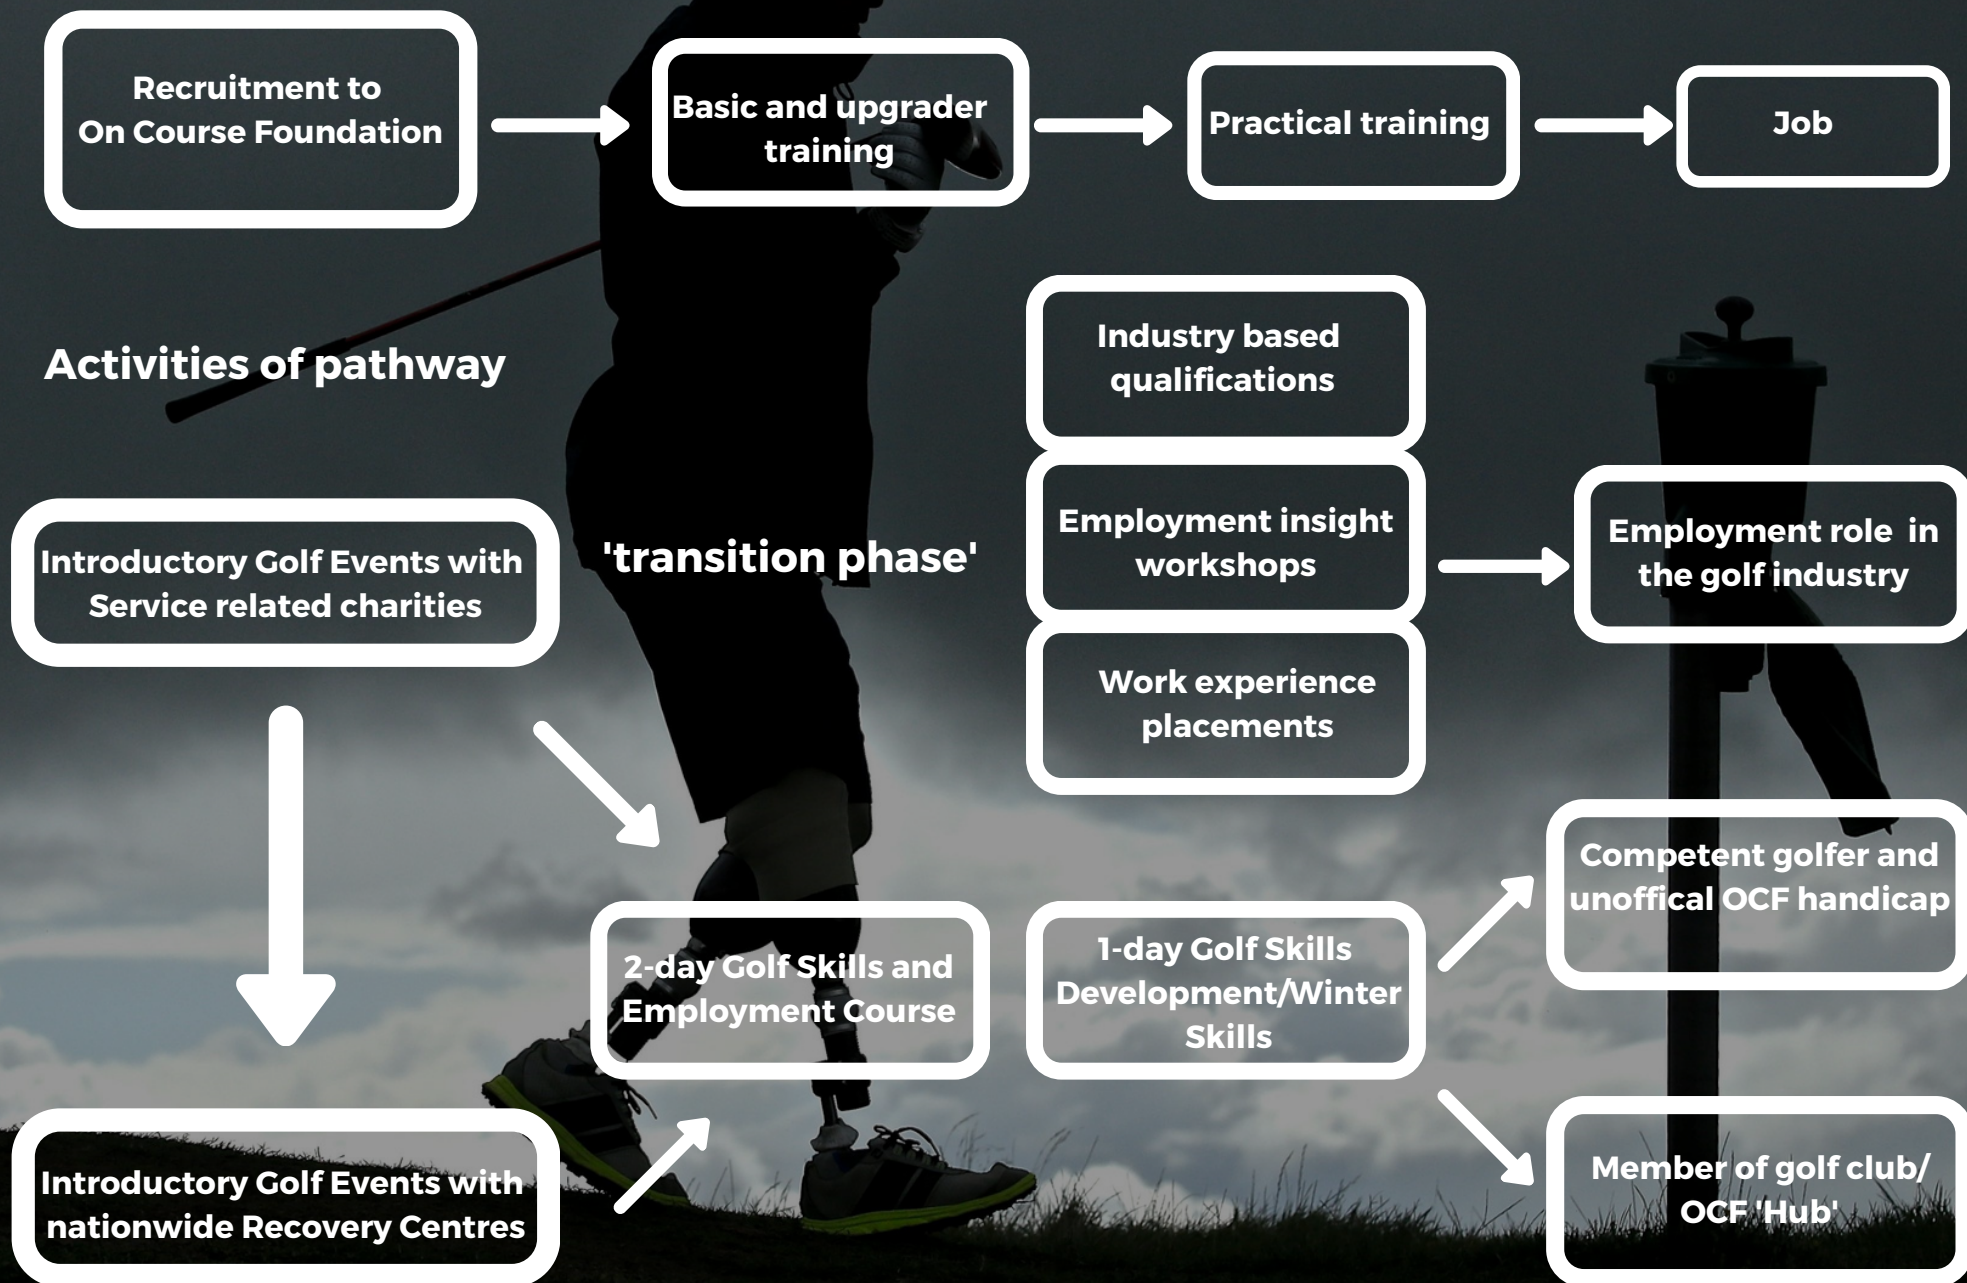 Recruitment to
On Course Foundation
Basic and upgrader
training
Practical training
Job
Activities of pathway
Industry based
qualifications
Introductory Golf Events with
Service related charities
'transition phase'
Employment insight
workshops
Employment role in
the golf industry
Work experience
placements
2-day Golf Skills and
Employment Course
1-day Golf Skills
Development/Winter
Skills
Competent golfer and
unoffical OCF handicap
Introductory Golf Events with
nationwide Recovery Centres
Member of golf club/
OCF 'Hub'